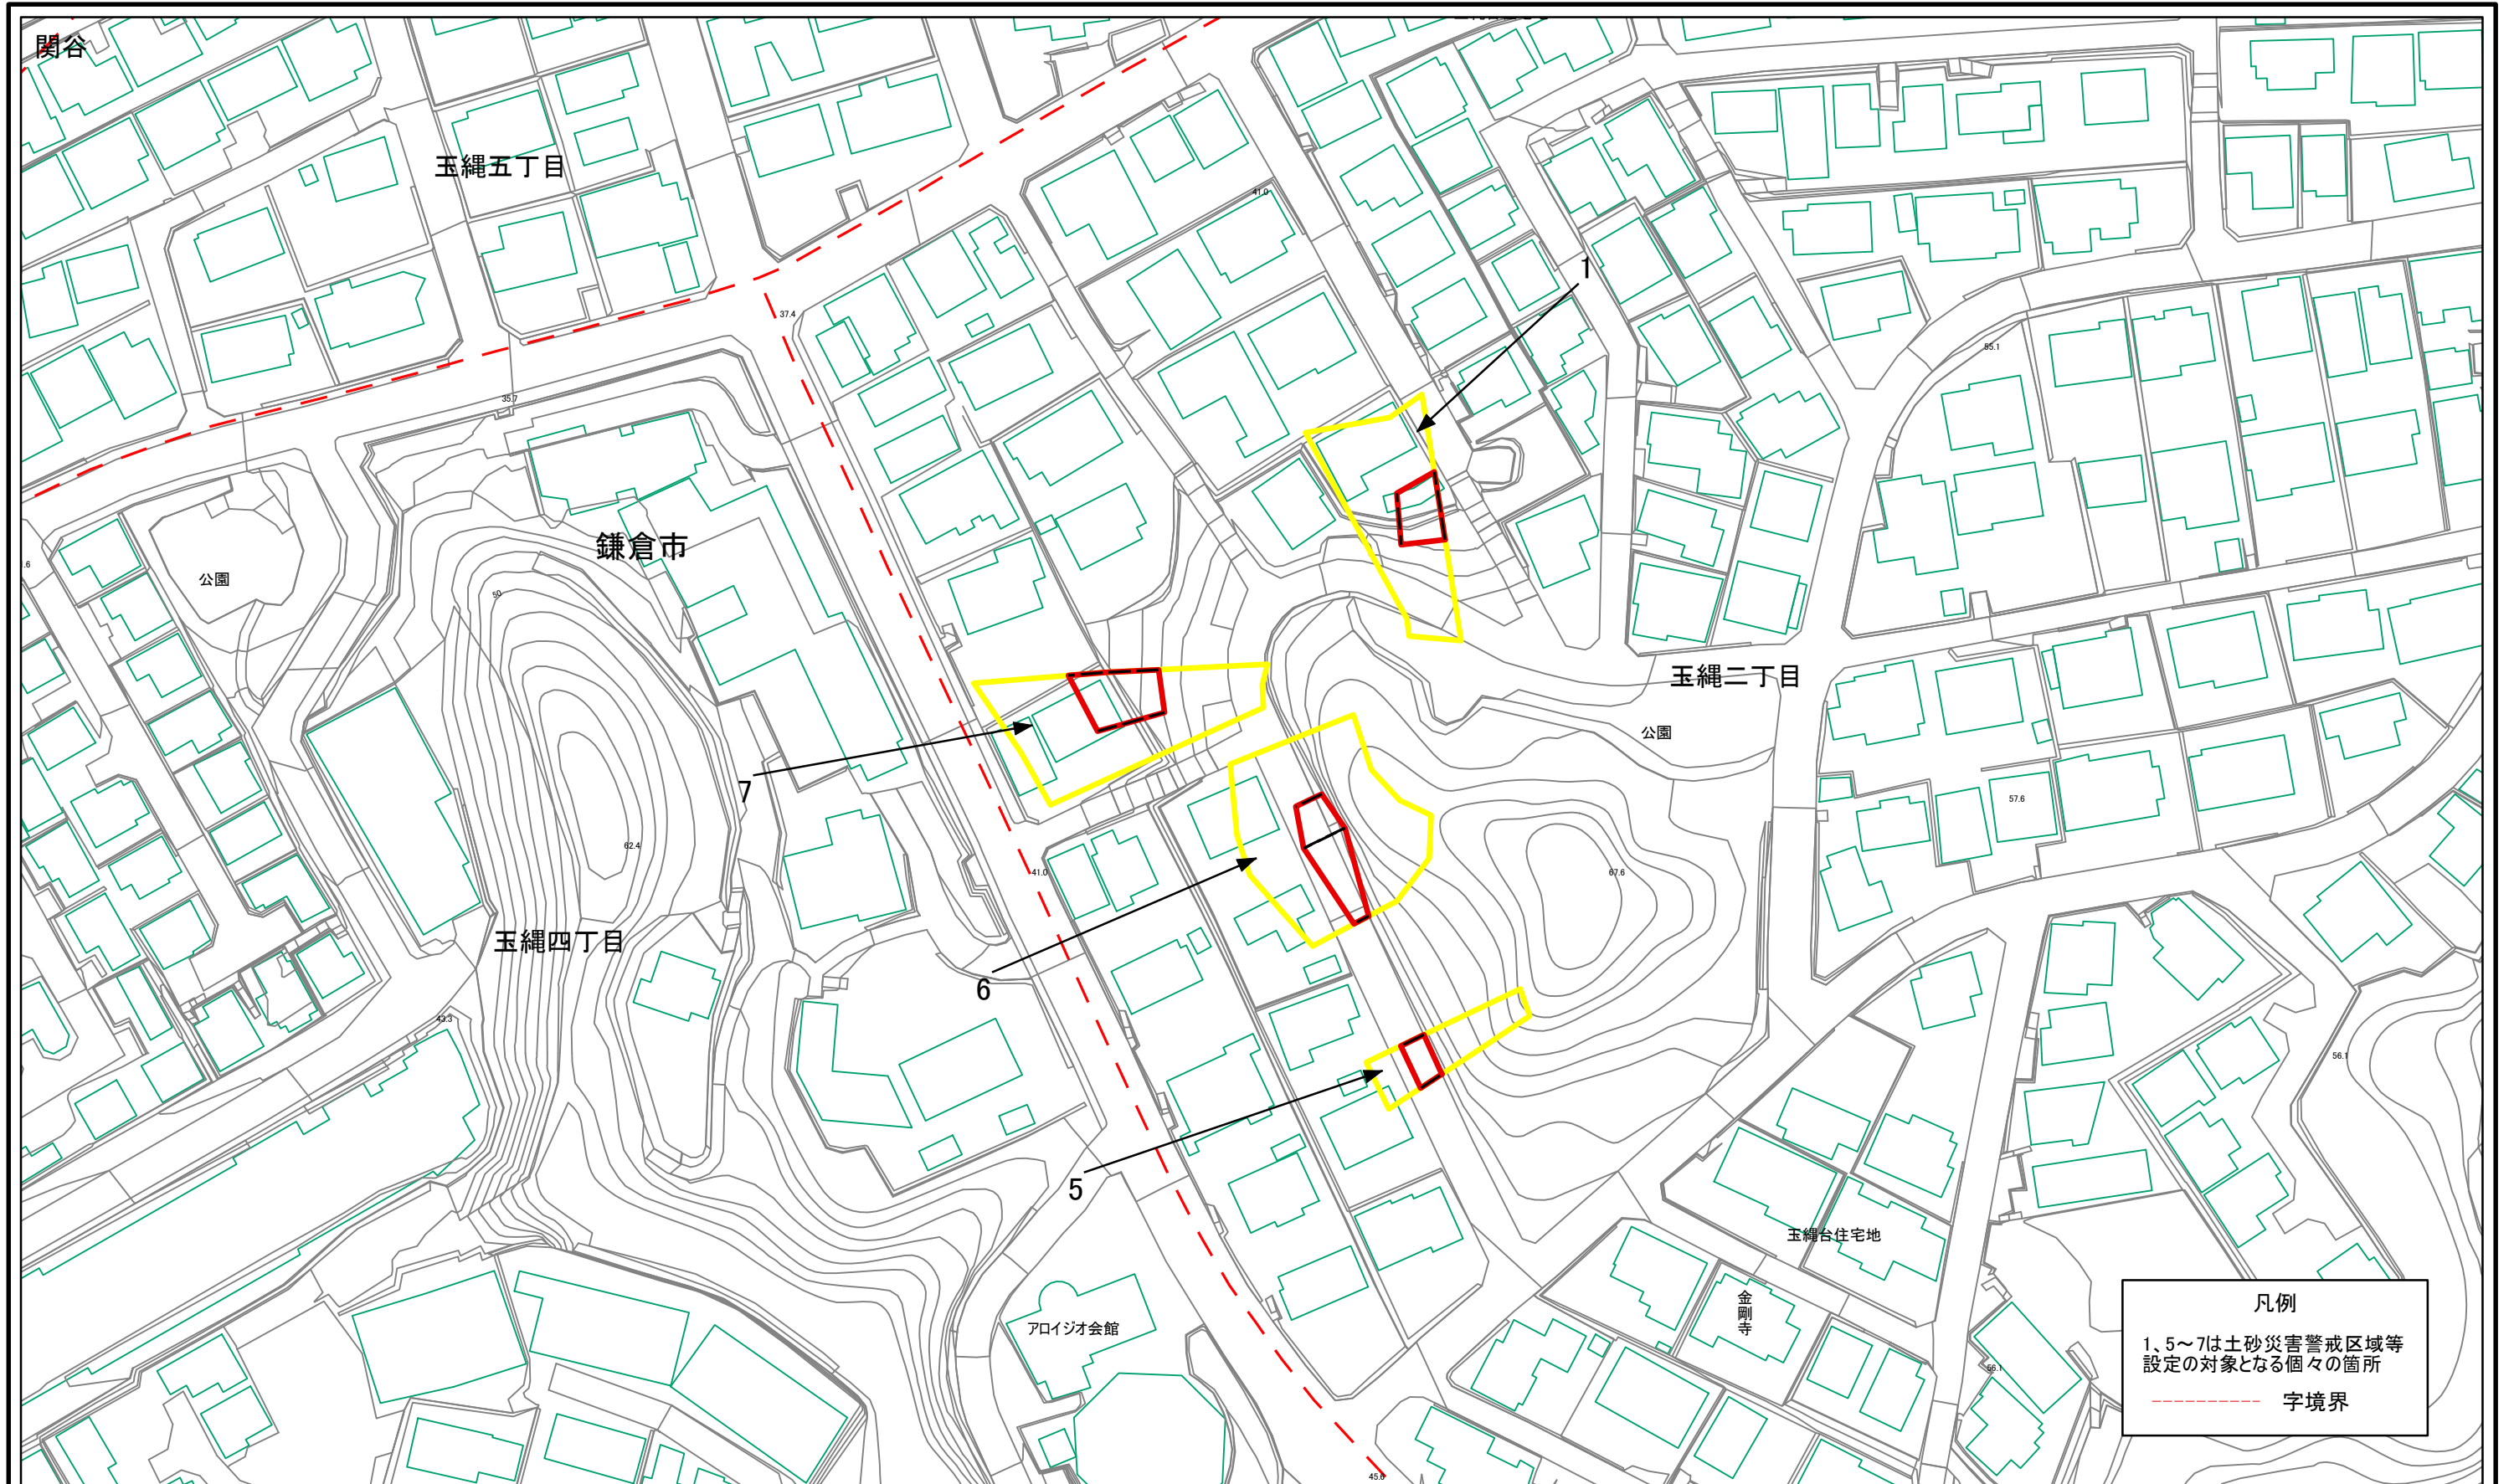 関谷
玉縄五丁目
41.0
1
37.4
55.1
35.7
鎌倉市
.6
公園
50
玉縄二丁目
公園
7
57.6
62.4
41.0
67.6
玉縄四丁目
6
43.3
56.1
5
玉縄台住宅地
金剛寺
アロイジオ会館
凡例
1、5～7は土砂災害警戒区域等
設定の対象となる個々の箇所
字境界
56.1
45.6